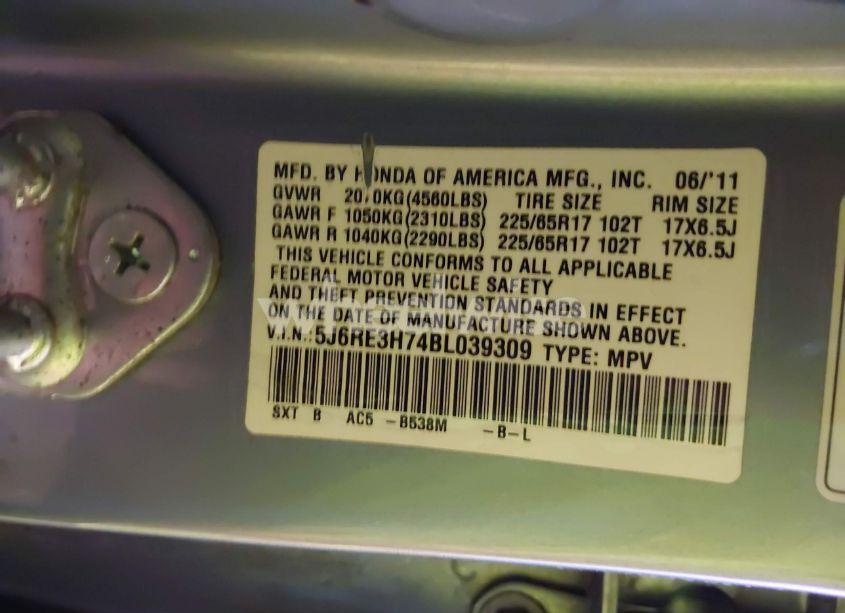 MFD. BY HONDA OF AMERICA MFG., INC. 06/'11
GVWR 2070KG(4560LBS) TIRE SIZE RIM SIZE
GAWR F 1050KG(2310LBS) 225/65R17 102T 17X6.5J
GAWR R 1040KG(2290LBS) 225/65R17 102T 17X6.5J
THIS VEHICLE CONFORMS TO ALL APPLICABLE
FEDERAL MOTOR VEHICLE SAFETY
AND THEFT PREVENTION STANDARDS IN EFFECT
ON THE DATE OF MANUFACTURE SHOWN ABOVE.
V.I.N.: 5J6RE3H74BL039309 TYPE: MPV
SXT B AC5 -B538M -B-L